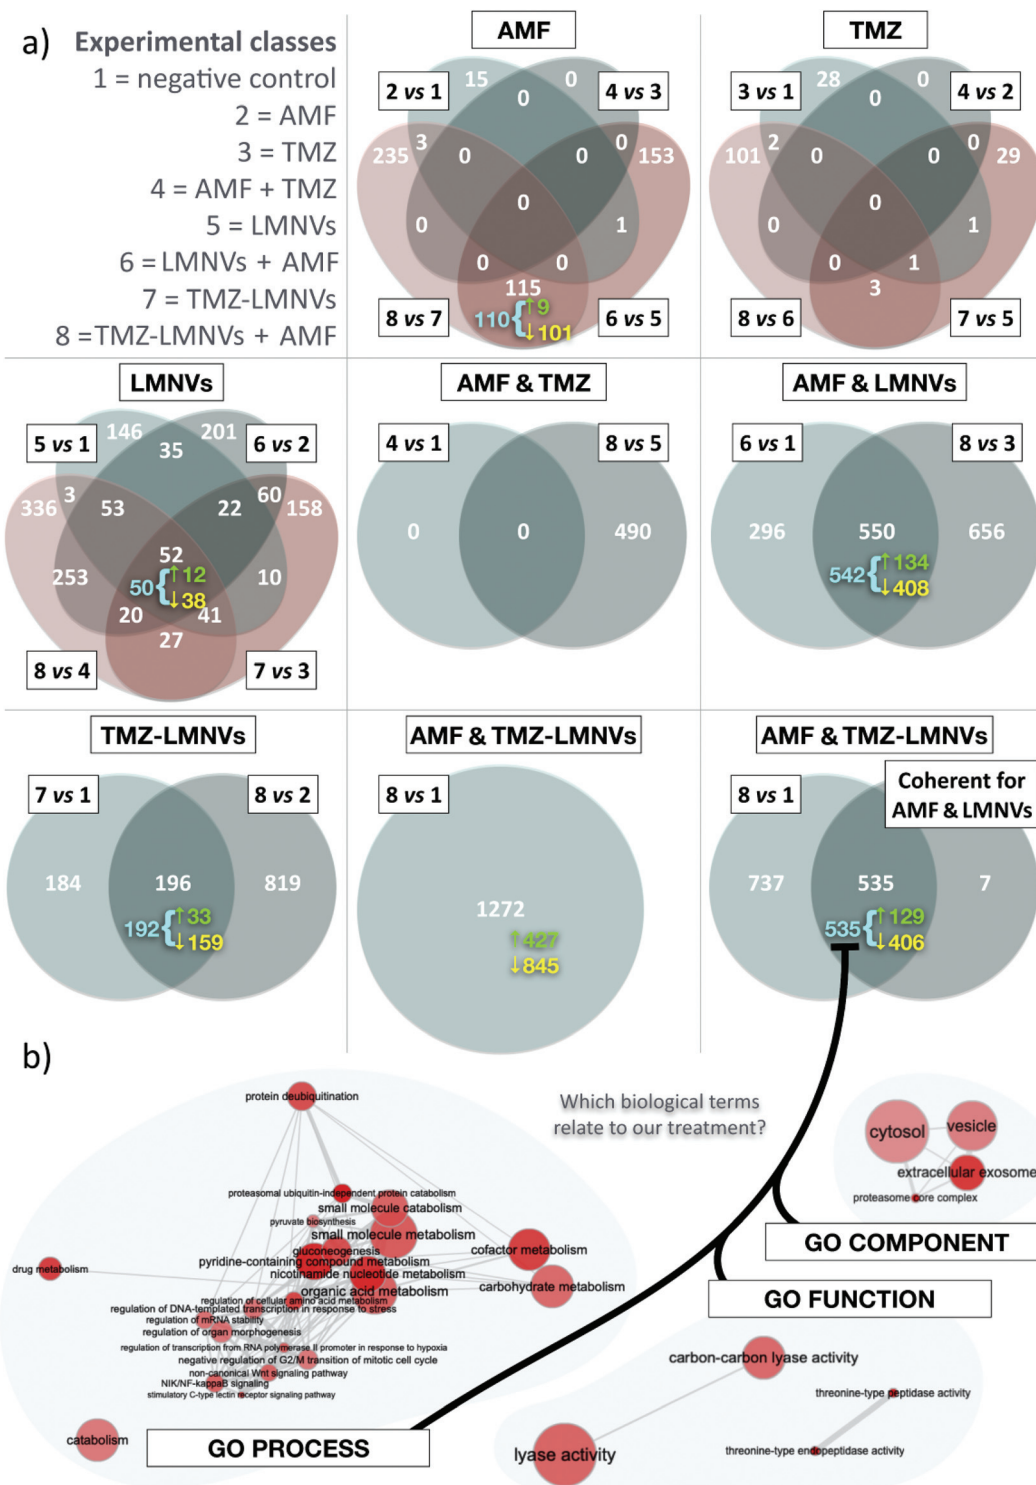 a)
Experimental classes
1 = negative control
2 = AMF
3 = TMZ
4 = AMF + TMZ
5 = LMNVs
6 = LMNVs + AMF
7 = TMZ-LMNVs
8 =TMZ-LMNVs + AMF
AMF
2 vs 1
15
0
4 vs 3
0
235
3
0
0
0
153
0
0
1
0
0
115
110 { ↑9
↓101
8 vs 7
6 vs 5
TMZ
3 vs 1
28
0
4 vs 2
0
101
2
0
0
0
29
0
0
1
0
1
3
8 vs 6
7 vs 5
LMNVs
5 vs 1
146
201
6 vs 2
35
336
3
53
22
60
158
52
253
50 { ↑12
↓38
10
20
41
27
8 vs 4
7 vs 3
AMF & TMZ
4 vs 1
8 vs 5
0
0
490
AMF & LMNVs
6 vs 1
8 vs 3
296
550
656
542 { ↑134
↓408
TMZ-LMNVs
7 vs 1
8 vs 2
184
196
819
192 { ↑33
↓159
AMF & TMZ-LMNVs
8 vs 1
1272
↑427
↓845
AMF & TMZ-LMNVs
8 vs 1
Coherent for
AMF & LMNVs
737
535
7
535 { ↑129
↓406
b)
Which biological terms
relate to our treatment?
protein deubiquitination
proteasomal ubiquitin-independent protein catabolism
small molecule catabolism
pyruvate biosynthesis
small molecule metabolism
gluconeogenesis
pyridine-containing compound metabolism
nicotinamide nucleotide metabolism
organic acid metabolism
cofactor metabolism
carbohydrate metabolism
drug metabolism
regulation of cellular amino acid metabolism
regulation of DNA-templated transcription in response to stress
regulation of mRNA stability
regulation of organ morphogenesis
regulation of transcription from RNA polymerase II promoter in response to hypoxia
negative regulation of G2/M transition of mitotic cell cycle
non-canonical Wnt signaling pathway
NIK/NF-kappaB signaling
stimulatory C-type lectin receptor signaling pathway
catabolism
GO PROCESS
cytosol
vesicle
extracellular exosome
proteasome core complex
GO COMPONENT
GO FUNCTION
carbon-carbon lyase activity
threonine-type peptidase activity
lyase activity
threonine-type endopeptidase activity